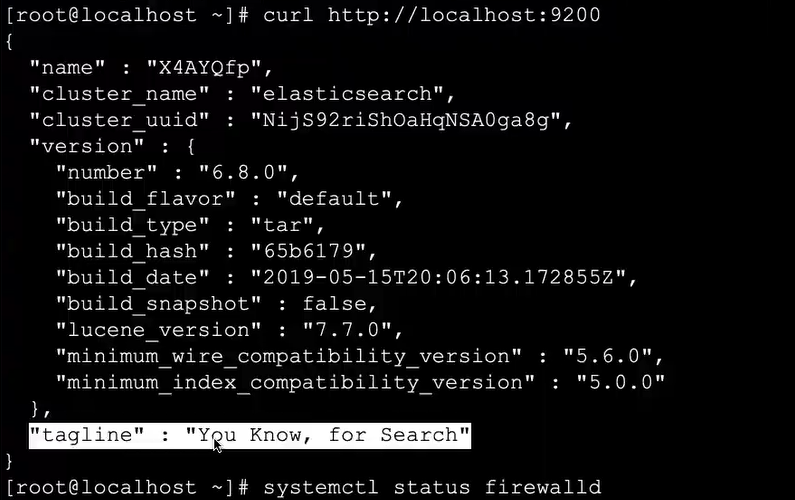 [root@localhost ~]# curl http://localhost:9200
{
  "name" : "X4AYQfp",
  "cluster_name" : "elasticsearch",
  "cluster_uuid" : "NijS92riShOaHqNSA0ga8g",
  "version" : {
    "number" : "6.8.0",
    "build_flavor" : "default",
    "build_type" : "tar",
    "build_hash" : "65b6179",
    "build_date" : "2019-05-15T20:06:13.172855Z",
    "build_snapshot" : false,
    "lucene_version" : "7.7.0",
    "minimum_wire_compatibility_version" : "5.6.0",
    "minimum_index_compatibility_version" : "5.0.0"
  },
  "tagline" : "You Know, for Search"
}
[root@localhost ~]# systemctl status firewalld